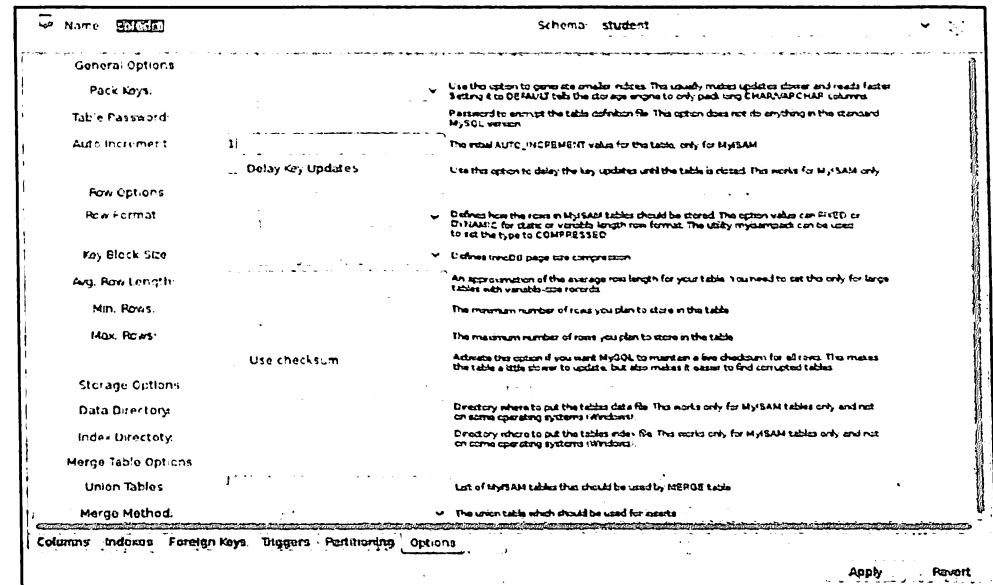 Name: cafedra Schema: student
General Options
Pack Keys: Use this option to generate smaller indices. This usually makes updates slower and reads faster.
Setting it to DEFAULT tells the storage engine to only pack long CHAR/VARCHAR columns.
Table Password: Password to encrypt the table definition file. This option does not do anything in the standard
MySQL version
Auto Increment 1 The initial AUTO_INCREMENT value for the table, only for MyISAM
Delay Key Updates Use this option to delay the key updates until the table is closed. This works for MyISAM only
Row Options
Row Format Defines how the rows in MyISAM tables should be stored. The option value can FIXED or
DYNAMIC for static or variable length row format. The utility myisampack can be used
to set the type to COMPRESSED
Key Block Size Defines InnoDB page size compression
Avg. Row Length: An approximation of the average row length for your table. You need to set this only for large
tables with variable-size records
Min. Rows: The minimum number of rows you plan to store in the table
Max. Rows: The maximum number of rows you plan to store in the table
Use checksum Activate this option if you want MySQL to maintain a live checksum for all rows. This makes
the table a little slower to update, but also makes it easier to find corrupted tables
Storage Options
Data Directory: Directory where to put the tables data file. This works only for MyISAM tables only and not
on some operating systems (Windows)
Index Directoty: Directory where to put the tables index file. This works only for MyISAM tables only and not
on some operating systems (Windows).
Merge Table Options
Union Tables List of MyISAM tables that should be used by MERGE table
Merge Method: The union table which should be used for inserts
Columns Indexes Foreign Keys Triggers Partitioning Options
Apply Revert